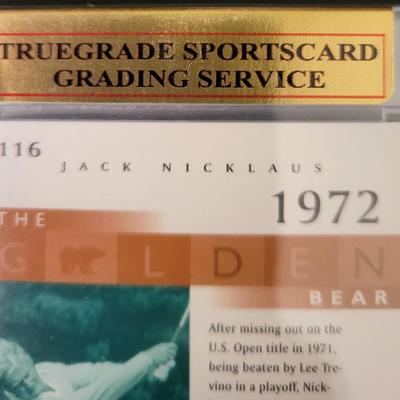 TRUEGRADE SPORTSCARD
GRADING SERVICE
116
JACK NICKLAUS
1972
THE
GOLDEN
BEAR
After missing out on the
U.S. Open title in 1971,
being beaten by Lee Tre-
vino in a playoff, Nick-